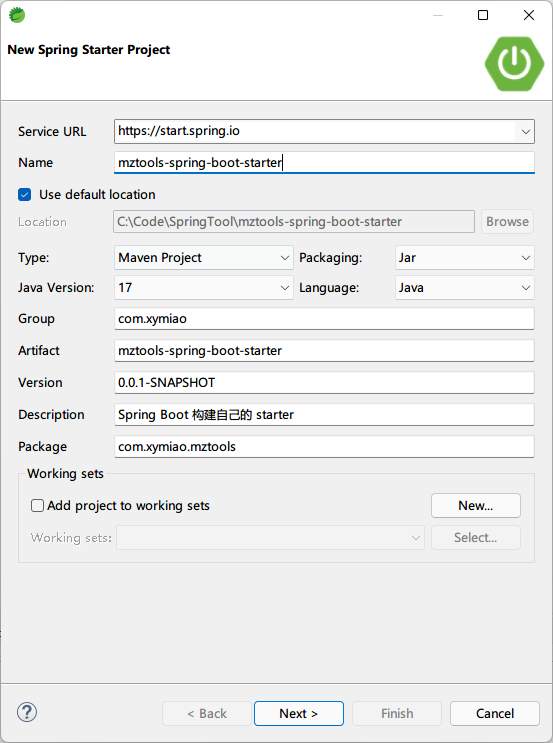 New Spring Starter Project
Service URL https://start.spring.io
Name mztools-spring-boot-starter
Use default location
Location C:\Code\SpringTool\mztools-spring-boot-starter Browse
Type: Maven Project Packaging: Jar
Java Version: 17 Language: Java
Group com.xymiao
Artifact mztools-spring-boot-starter
Version 0.0.1-SNAPSHOT
Description Spring Boot 构建自己的 starter
Package com.xymiao.mztools
Working sets
Add project to working sets New...
Working sets: Select...
? < Back Next > Finish Cancel